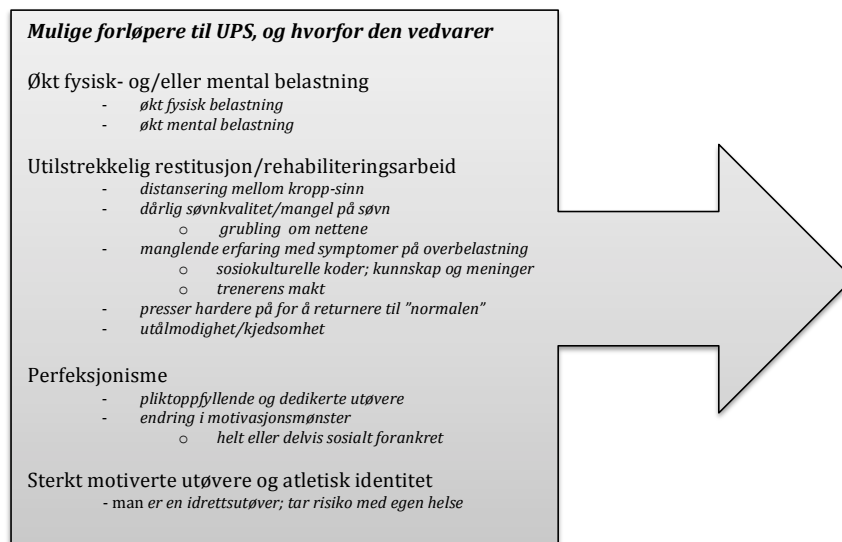 Mulige forløpere til UPS, og hvorfor den vedvarer
Økt fysisk- og/eller mental belastning
- økt fysisk belastning
- økt mental belastning
Utilstrekkelig restitusjon/rehabiliteringsarbeid
- distansering mellom kropp-sinn
- dårlig søvnkvalitet/mangel på søvn
o grubling om nettene
- manglende erfaring med symptomer på overbelastning
o sosiokulturelle koder; kunnskap og meninger
o trenerens makt
- presser hardere på for å returnere til ”normalen”
- utålmodighet/kjedsomhet
Perfeksjonisme
- pliktoppfyllende og dedikerte utøvere
- endring i motivasjonsmønster
o helt eller delvis sosialt forankret
Sterkt motiverte utøvere og atletisk identitet
- man er en idrettsutøver; tar risiko med egen helse